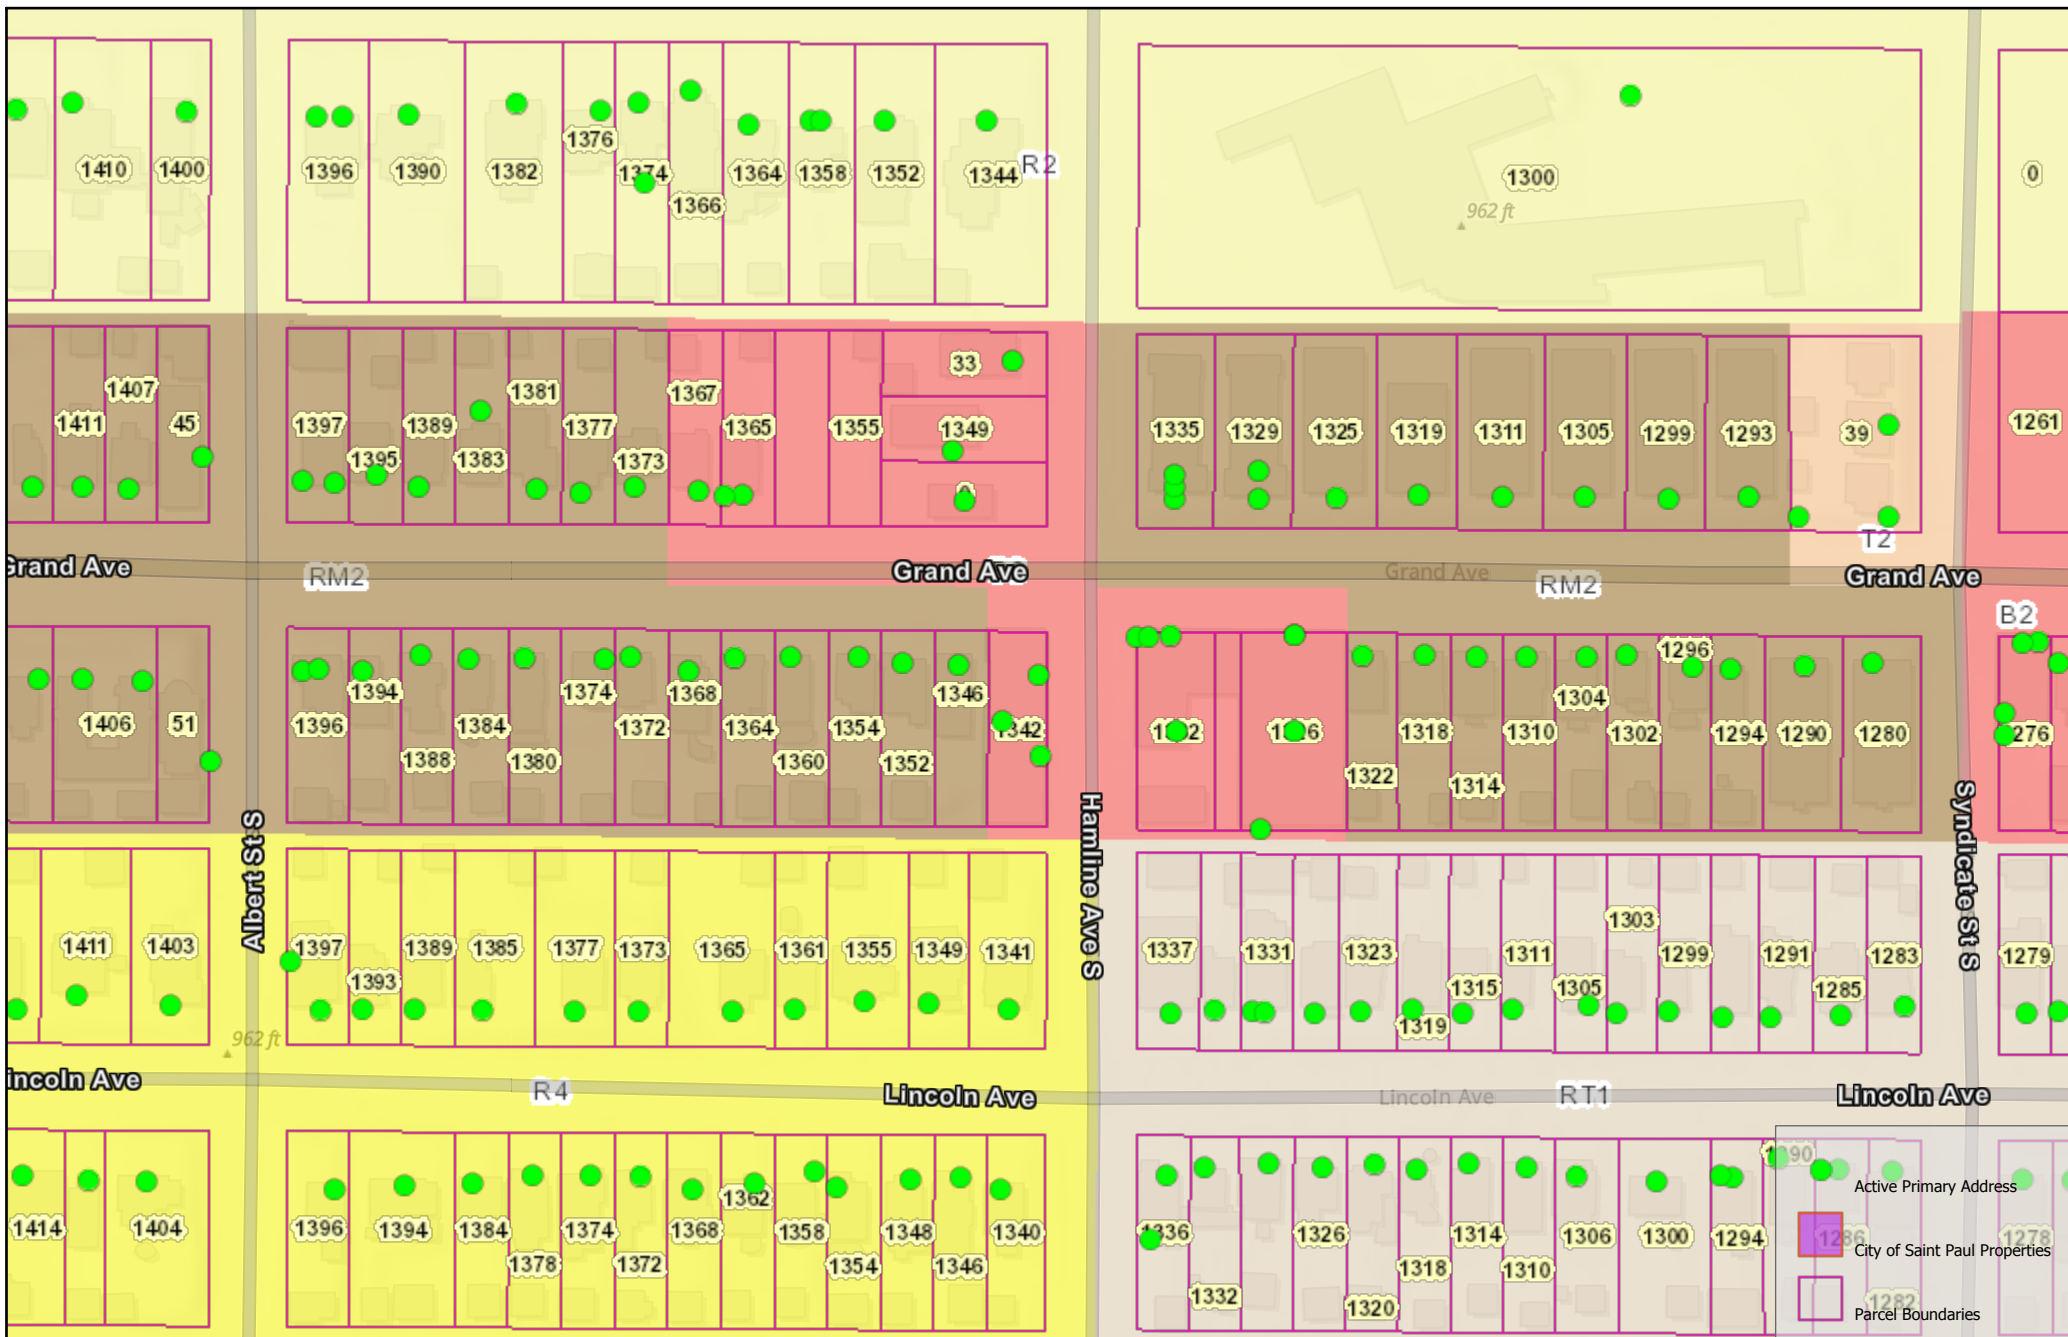 1410 1400 1396 1390 1382 1376 1374 1366 1364 1358 1352 1344 R2 1300 0
962 ft
1407 1411 45 1397 1395 1389 1383 1381 1377 1373 1367 1365 1355 33 1349 0 1335 1329 1325 1319 1311 1305 1299 1293 39 1261
T2
Grand Ave RM2 Grand Ave Grand Ave RM2 Grand Ave
B2
1406 51 1396 1394 1388 1384 1380 1374 1372 1368 1364 1360 1354 1352 1346 1342 1322 1318 1314 1310 1304 1302 1296 1294 1290 1280 1276
Albert St S
Hamline Ave S
Syndicate St S
1411 1403 1397 1393 1389 1385 1377 1373 1365 1361 1355 1349 1341 1337 1331 1323 1319 1315 1311 1305 1303 1299 1291 1285 1283 1279
962 ft
Lincoln Ave R4 Lincoln Ave Lincoln Ave RT1 Lincoln Ave
1414 1404 1396 1394 1384 1378 1374 1372 1368 1362 1358 1354 1348 1346 1340 1336 1332 1326 1320 1318 1314 1310 1306 1300 1294 1286 1278 1282
Active Primary Address
City of Saint Paul Properties
Parcel Boundaries